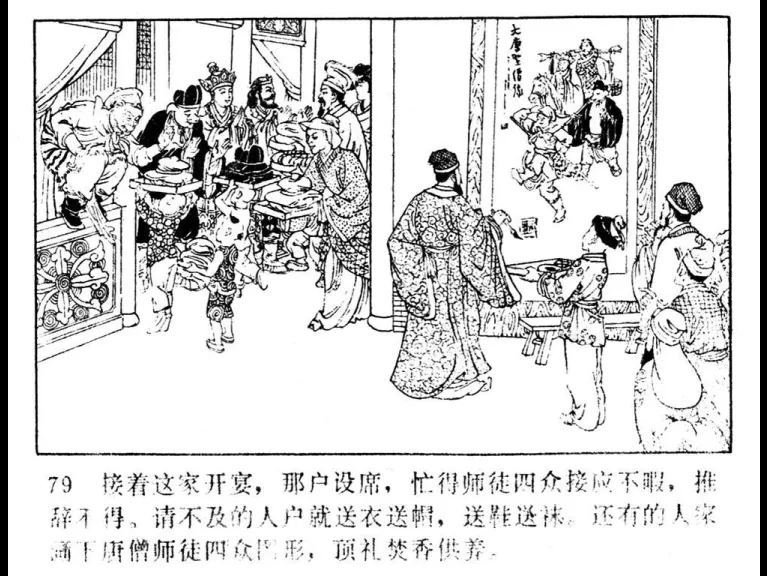 大唐圣僧像
79 接着这家开宴，那户设席，忙得师徒四众接应不暇，推
辞不得。请不及的人户就送衣送帽，送鞋送袜。还有的人家
画下唐僧师徒四众图形，顶礼焚香供养。